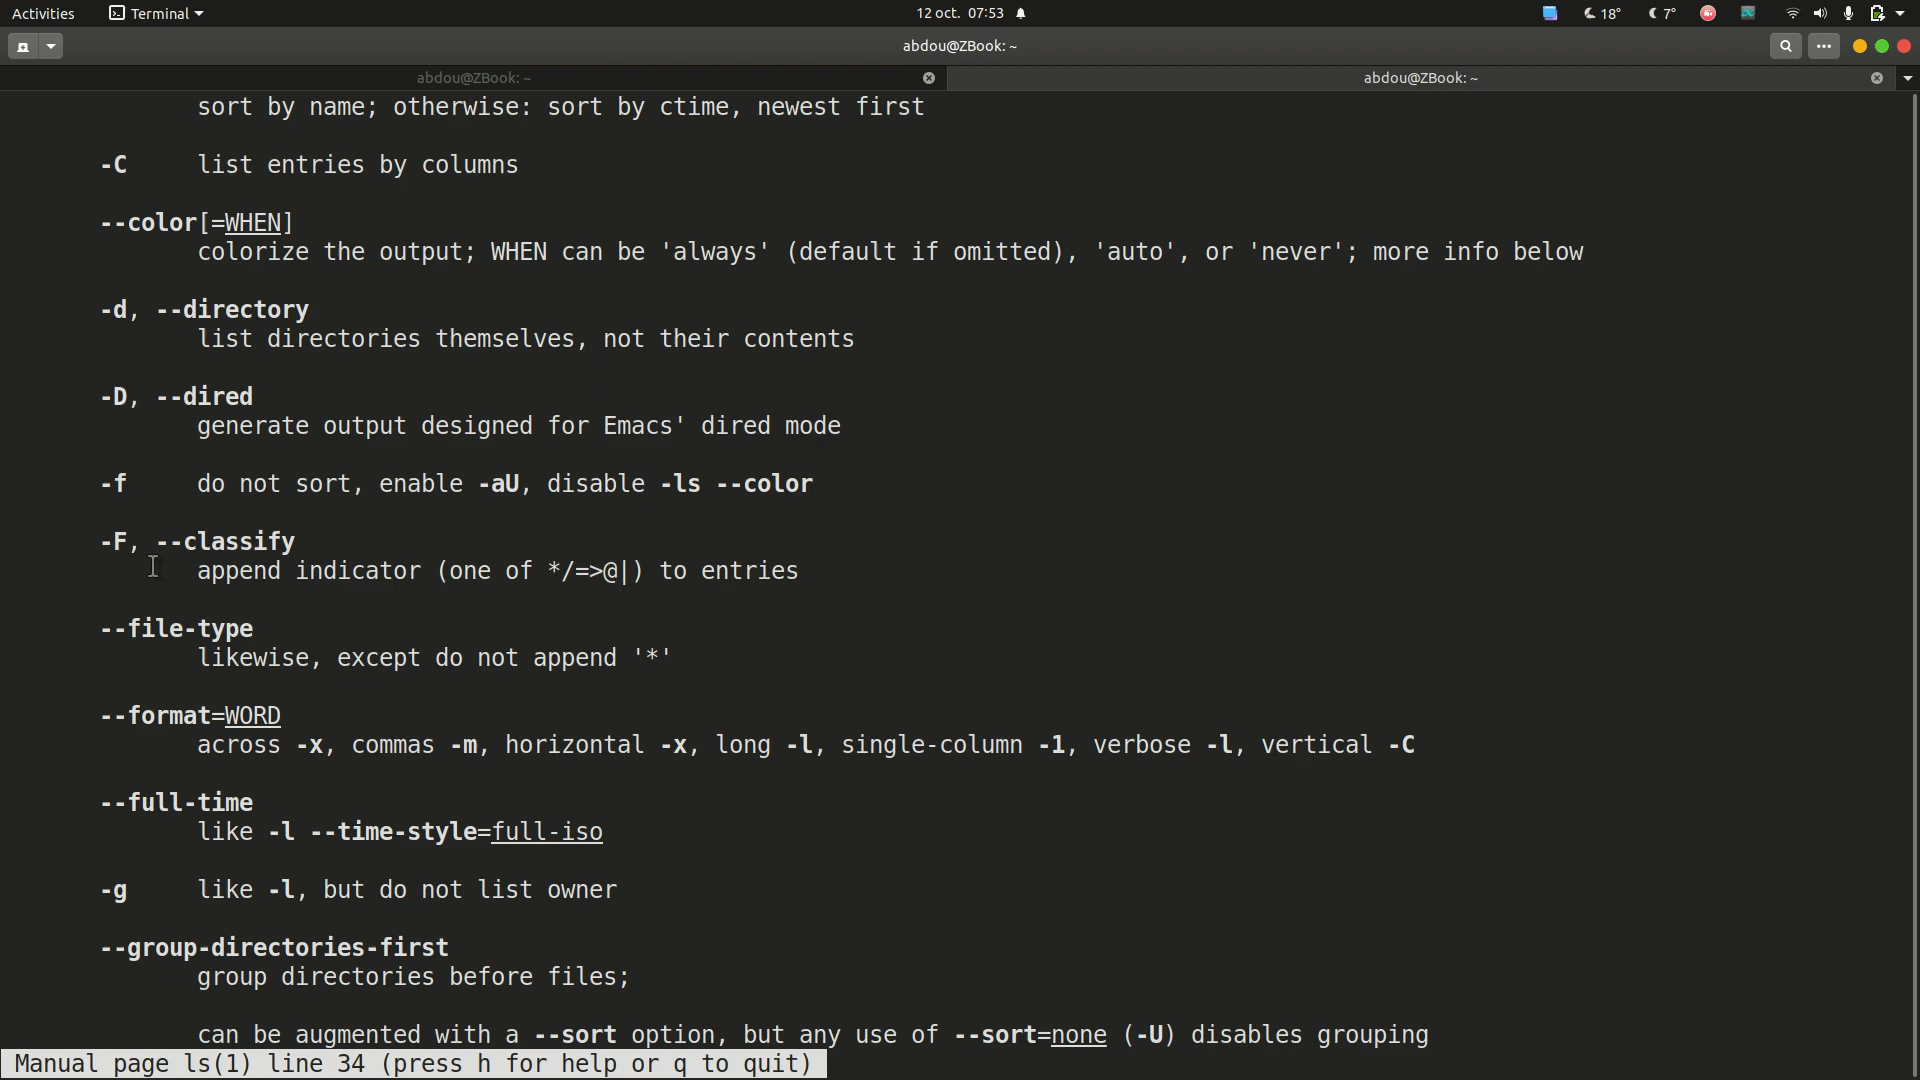 Activities Terminal 12 oct. 07:53 18° 7°
abdou@ZBook: ~
abdou@ZBook: ~ abdou@ZBook: ~
sort by name; otherwise: sort by ctime, newest first
-C list entries by columns
--color[=WHEN]
colorize the output; WHEN can be 'always' (default if omitted), 'auto', or 'never'; more info below
-d, --directory
list directories themselves, not their contents
-D, --dired
generate output designed for Emacs' dired mode
-f do not sort, enable -aU, disable -ls --color
-F, --classify
append indicator (one of */=>@|) to entries
--file-type
likewise, except do not append '*'
--format=WORD
across -x, commas -m, horizontal -x, long -l, single-column -1, verbose -l, vertical -C
--full-time
like -l --time-style=full-iso
-g like -l, but do not list owner
--group-directories-first
group directories before files;
can be augmented with a --sort option, but any use of --sort=none (-U) disables grouping
Manual page ls(1) line 34 (press h for help or q to quit)